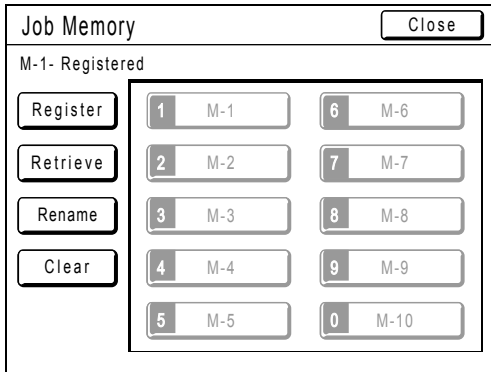 Job Memory Close
M-1- Registered
Register 1 M-1 6 M-6
Retrieve 2 M-2 7 M-7
Rename 3 M-3 8 M-8
Clear 4 M-4 9 M-9
5 M-5 0 M-10